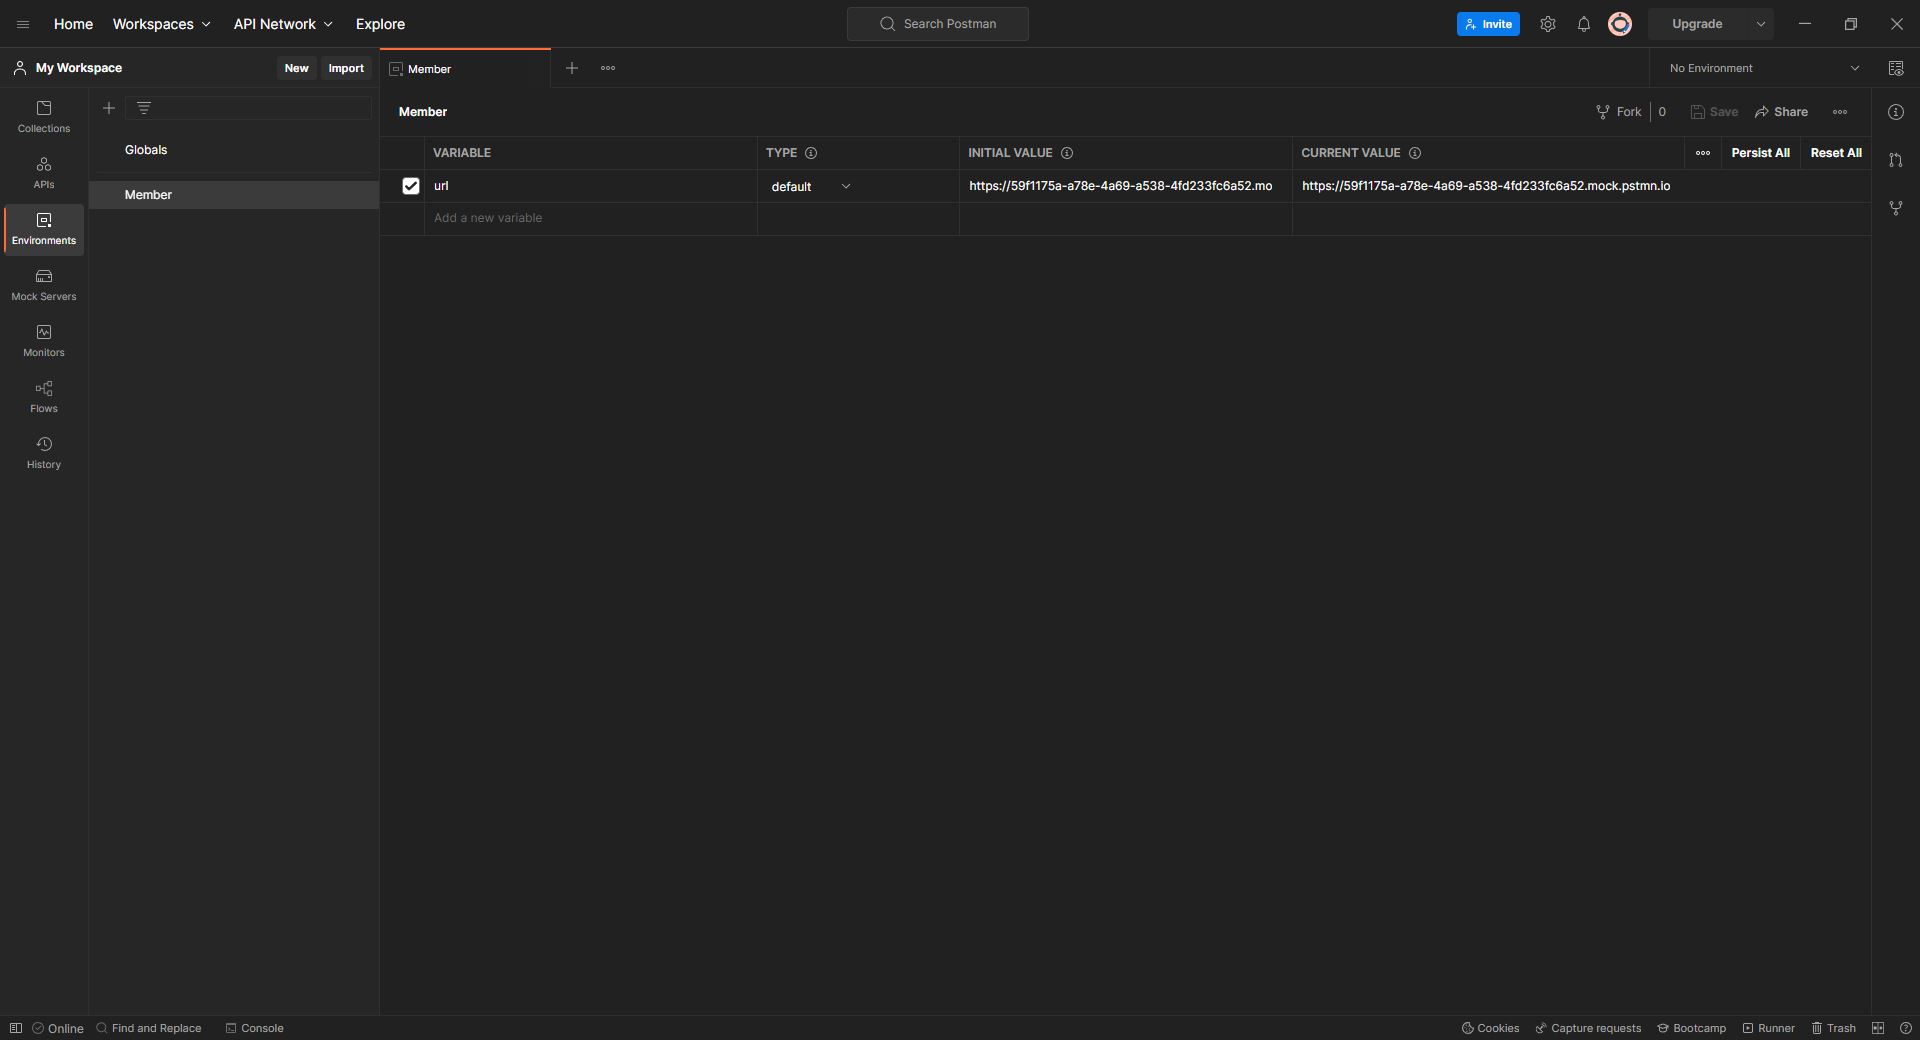 Home Workspaces API Network Explore Search Postman Invite Upgrade
My Workspace New Import Member No Environment
Member Fork 0 Save Share
Collections
APIs
Environments
Mock Servers
Monitors
Flows
History
Globals
Member
VARIABLE TYPE INITIAL VALUE CURRENT VALUE Persist All Reset All
url default https://59f1175a-a78e-4a69-a538-4fd233fc6a52.mo https://59f1175a-a78e-4a69-a538-4fd233fc6a52.mock.pstmn.io
Add a new variable
Online Find and Replace Console Cookies Capture requests Bootcamp Runner Trash